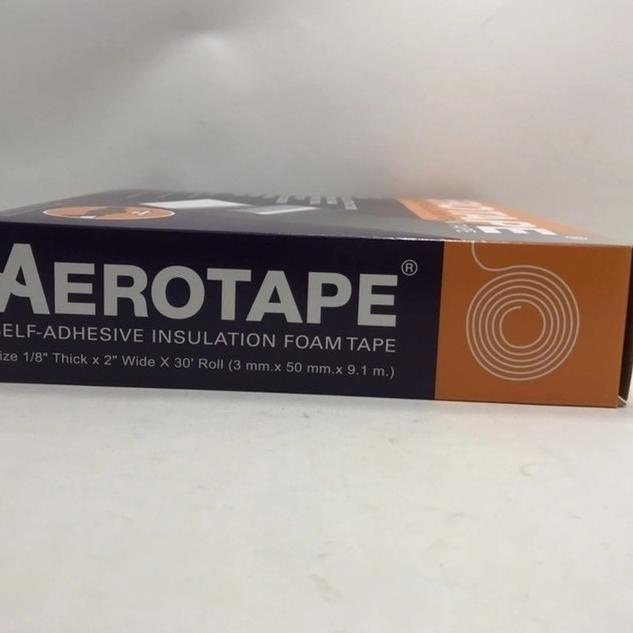 AEROTAPE®
SELF-ADHESIVE INSULATION FOAM TAPE
ize 1/8" Thick x 2" Wide X 30' Roll (3 mm.x 50 mm.x 9.1 m.)